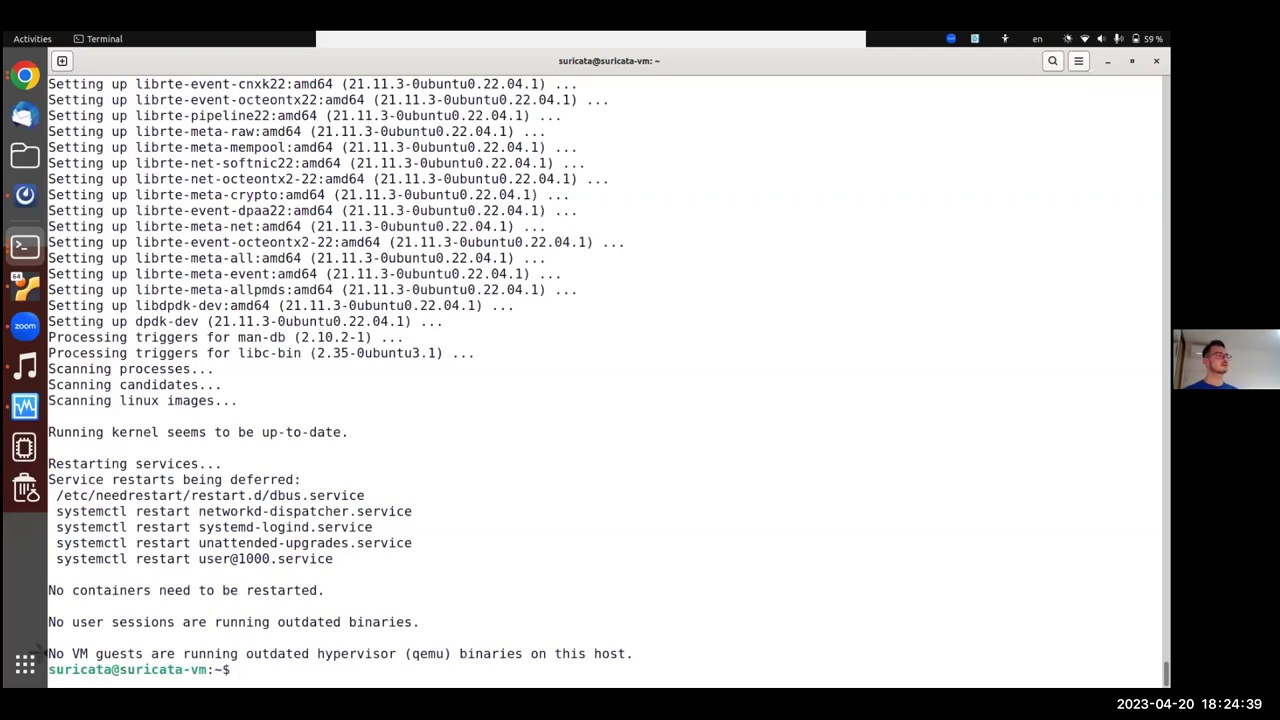 Activities
Terminal
en
59 %
suricata@suricata-vm: ~
Setting up librte-event-cnxk22:amd64 (21.11.3-0ubuntu0.22.04.1) ...
Setting up librte-event-octeontx22:amd64 (21.11.3-0ubuntu0.22.04.1) ...
Setting up librte-pipeline22:amd64 (21.11.3-0ubuntu0.22.04.1) ...
Setting up librte-meta-raw:amd64 (21.11.3-0ubuntu0.22.04.1) ...
Setting up librte-meta-mempool:amd64 (21.11.3-0ubuntu0.22.04.1) ...
Setting up librte-net-softnic22:amd64 (21.11.3-0ubuntu0.22.04.1) ...
Setting up librte-net-octeontx2-22:amd64 (21.11.3-0ubuntu0.22.04.1) ...
Setting up librte-meta-crypto:amd64 (21.11.3-0ubuntu0.22.04.1) ...
Setting up librte-event-dpaa22:amd64 (21.11.3-0ubuntu0.22.04.1) ...
Setting up librte-meta-net:amd64 (21.11.3-0ubuntu0.22.04.1) ...
Setting up librte-event-octeontx2-22:amd64 (21.11.3-0ubuntu0.22.04.1) ...
Setting up librte-meta-all:amd64 (21.11.3-0ubuntu0.22.04.1) ...
Setting up librte-meta-event:amd64 (21.11.3-0ubuntu0.22.04.1) ...
Setting up librte-meta-allpmds:amd64 (21.11.3-0ubuntu0.22.04.1) ...
Setting up libdpdk-dev:amd64 (21.11.3-0ubuntu0.22.04.1) ...
Setting up dpdk-dev (21.11.3-0ubuntu0.22.04.1) ...
Processing triggers for man-db (2.10.2-1) ...
Processing triggers for libc-bin (2.35-0ubuntu3.1) ...
Scanning processes...
Scanning candidates...
Scanning linux images...
Running kernel seems to be up-to-date.
Restarting services...
Service restarts being deferred:
 /etc/needrestart/restart.d/dbus.service
 systemctl restart networkd-dispatcher.service
 systemctl restart systemd-logind.service
 systemctl restart unattended-upgrades.service
 systemctl restart user@1000.service
No containers need to be restarted.
No user sessions are running outdated binaries.
No VM guests are running outdated hypervisor (qemu) binaries on this host.
suricata@suricata-vm:~$
64
zoom
2023-04-20 18:24:39